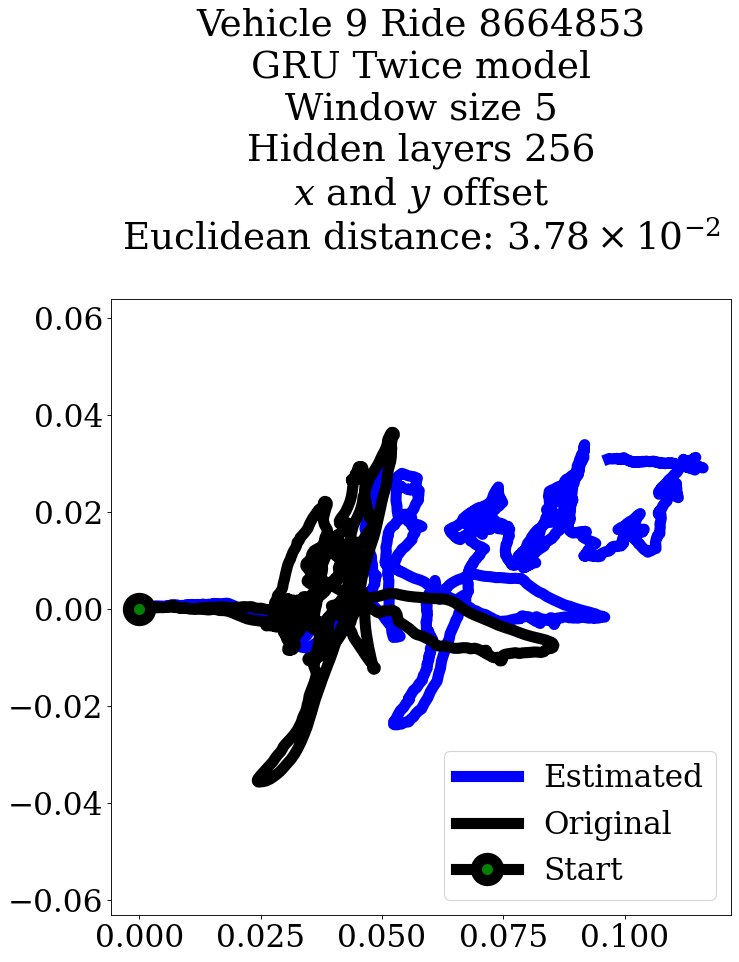 Vehicle 9 Ride 8664853
GRU Twice model
Window size 5
Hidden layers 256
x and y offset
Euclidean distance: 3.78 × 10⁻²
0.06
0.04
0.02
0.00
−0.02
−0.04
−0.06
Estimated
Original
Start
0.000 0.025 0.050 0.075 0.100